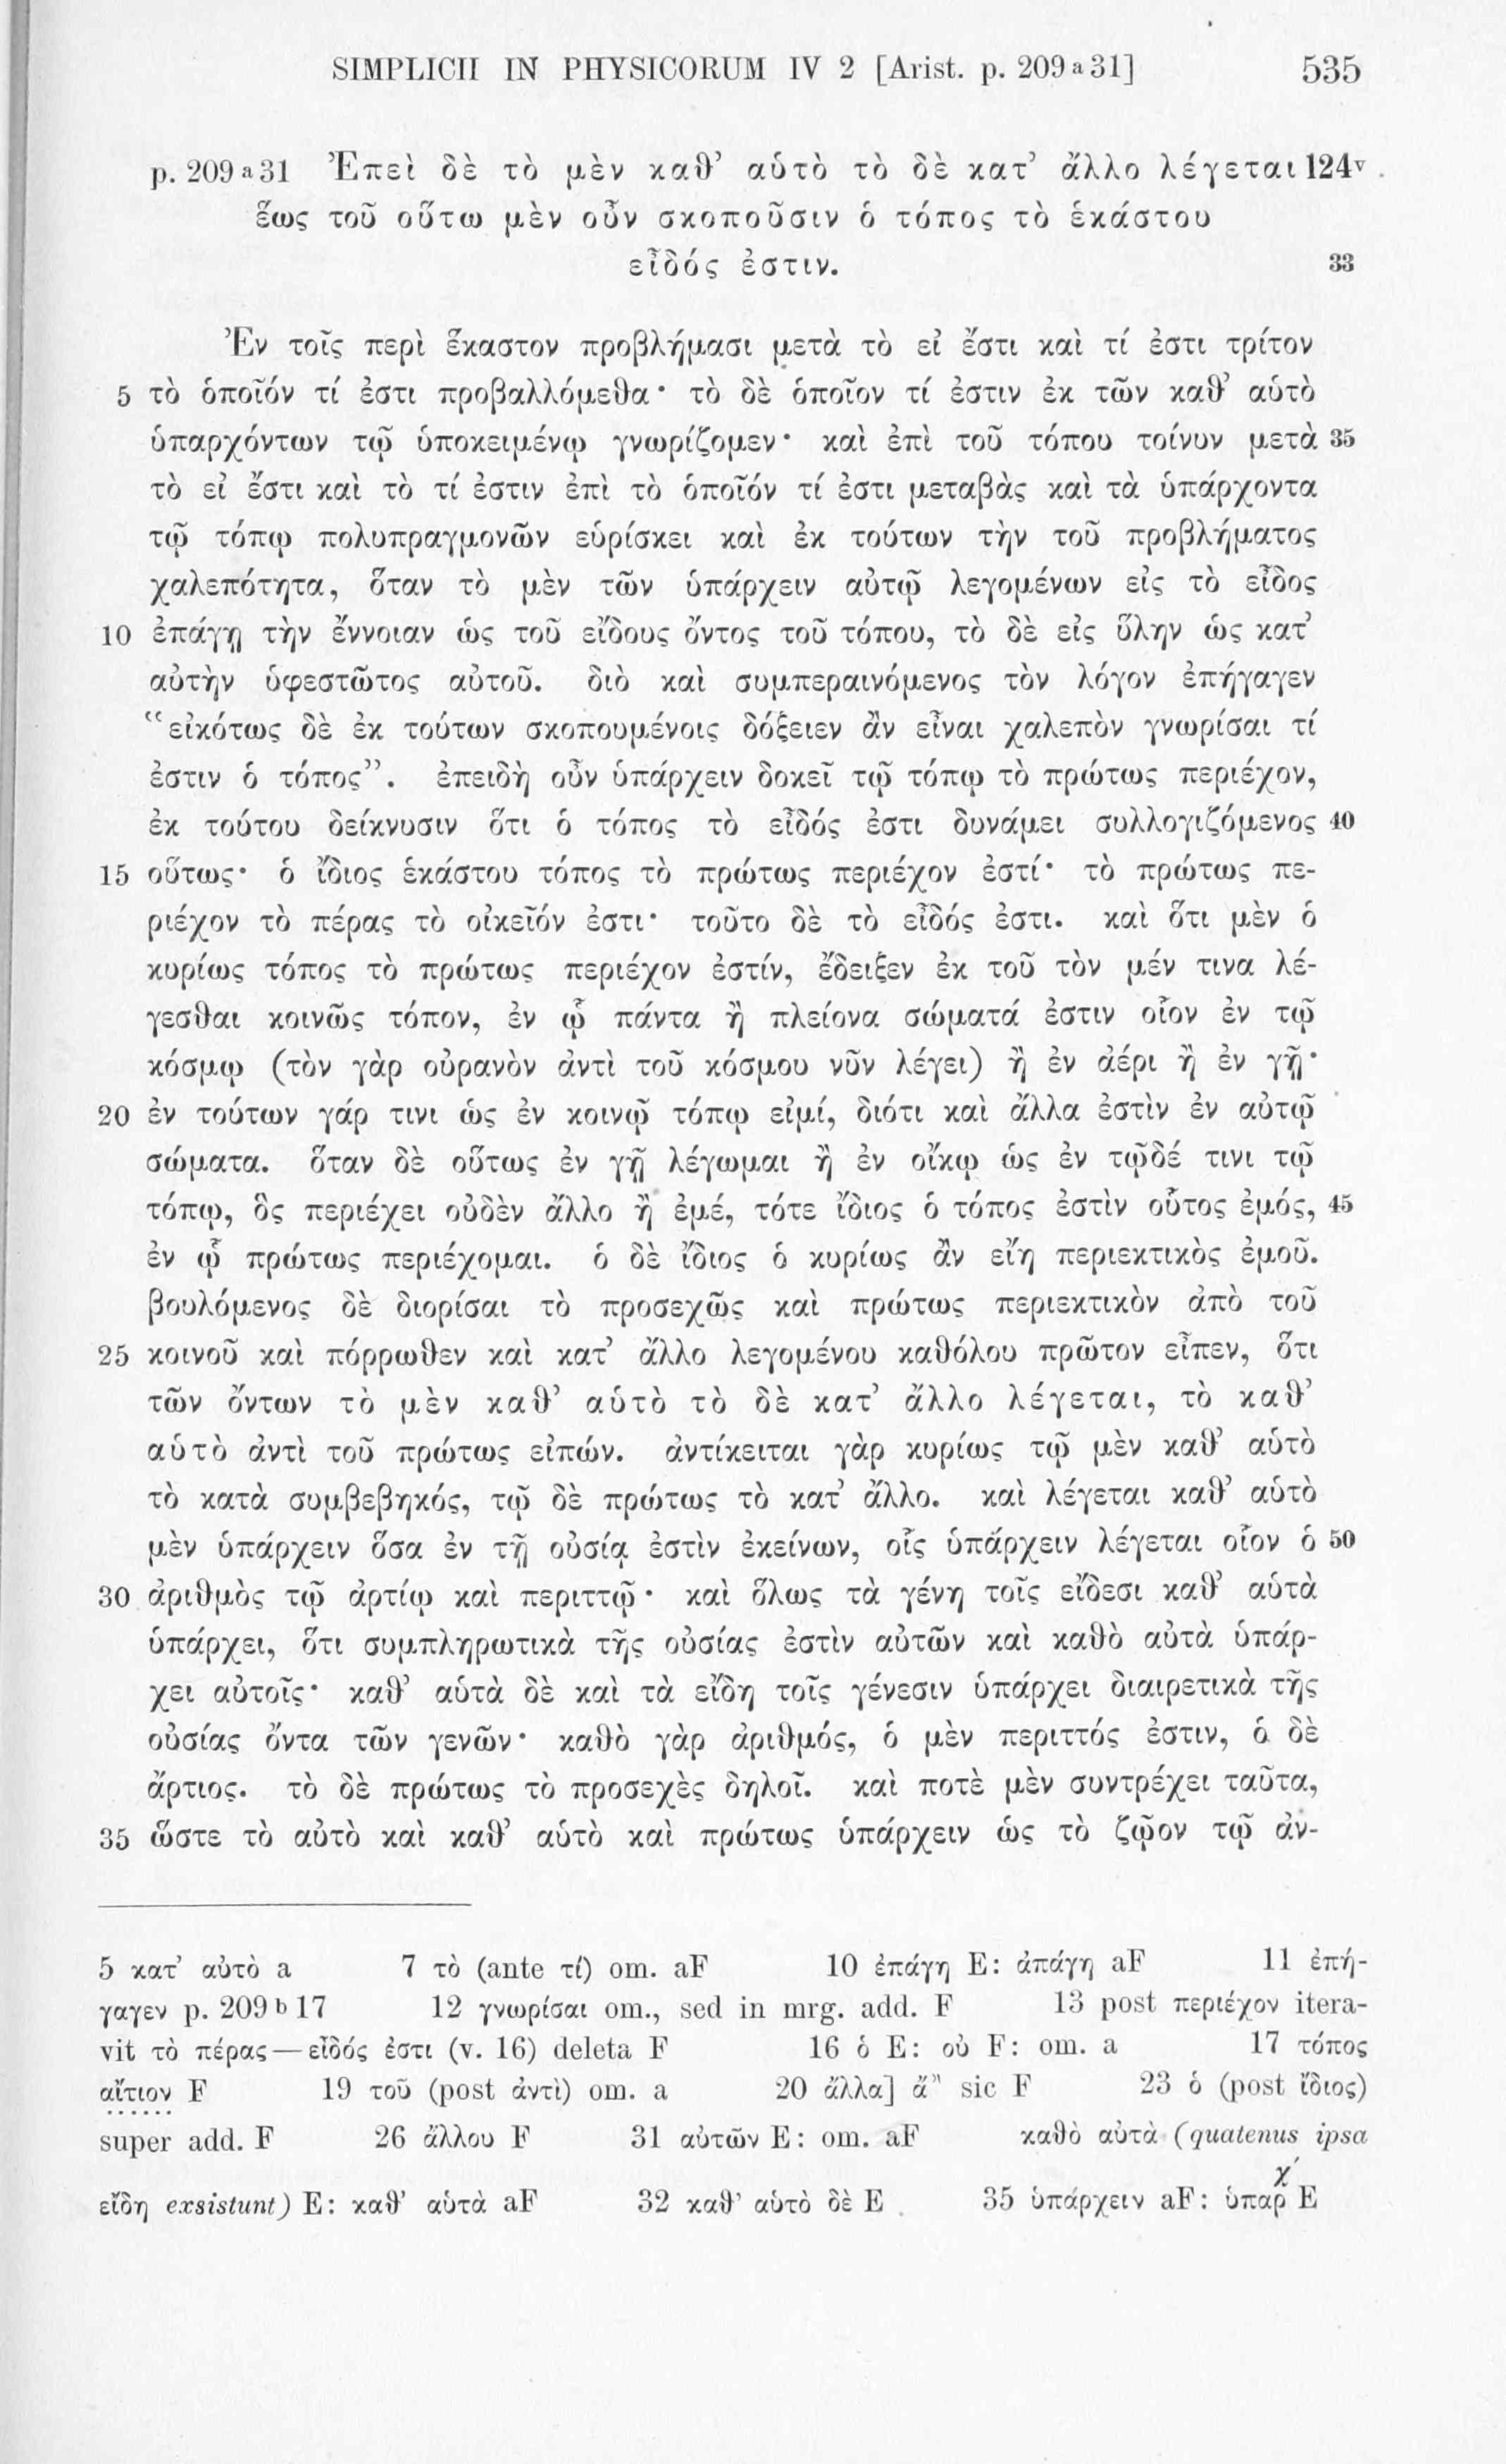 SIMPLICII IN PHYSICORUM IV 2 [Arist. p. 209 a 31] 535
p. 209 a 31 Ἐπεὶ δὲ τὸ μὲν καθ’ αὑτὸ τὸ δὲ κατ’ ἄλλο λέγεται 124v
ἕως τοῦ οὕτω μὲν οὖν σκοποῦσιν ὁ τόπος τὸ ἑκάστου
εἶδός ἐστιν. 33
Ἐν τοῖς περὶ ἕκαστον προβλήμασι μετὰ τὸ εἰ ἔστι καὶ τί ἐστι τρίτον
5 τὸ ὁποῖόν τί ἐστι προβαλλόμεθα· τὸ δὲ ὁποῖον τί ἐστιν ἐκ τῶν καθ’ αὑτὸ
ὑπαρχόντων τῷ ὑποκειμένῳ γνωρίζομεν· καὶ ἐπὶ τοῦ τόπου τοίνυν μετὰ 35
τὸ εἰ ἔστι καὶ τὸ τί ἐστιν ἐπὶ τὸ ὁποῖόν τί ἐστι μεταβὰς καὶ τὰ ὑπάρχοντα
τῷ τόπῳ πολυπραγμονῶν εὑρίσκει καὶ ἐκ τούτων τὴν τοῦ προβλήματος
χαλεπότητα, ὅταν τὸ μὲν τῶν ὑπάρχειν αὐτῷ λεγομένων εἰς τὸ εἶδος
10 ἐπάγῃ τὴν ἔννοιαν ὡς τοῦ εἴδους ὄντος τοῦ τόπου, τὸ δὲ εἰς ὕλην ὡς κατ’
αὐτὴν ὑφεστῶτος αὐτοῦ. διὸ καὶ συμπεραινόμενος τὸν λόγον ἐπήγαγεν
“εἰκότως δὲ ἐκ τούτων σκοπουμένοις δόξειεν ἂν εἶναι χαλεπὸν γνωρίσαι τί
ἐστιν ὁ τόπος”. ἐπειδὴ οὖν ὑπάρχειν δοκεῖ τῷ τόπῳ τὸ πρώτως περιέχον,
ἐκ τούτου δείκνυσιν ὅτι ὁ τόπος τὸ εἶδός ἐστι δυνάμει συλλογιζόμενος 40
15 οὕτως· ὁ ἴδιος ἑκάστου τόπος τὸ πρώτως περιέχον ἐστί· τὸ πρώτως πε-
ριέχον τὸ πέρας τὸ οἰκεῖόν ἐστι· τοῦτο δὲ τὸ εἶδός ἐστι. καὶ ὅτι μὲν ὁ
κυρίως τόπος τὸ πρώτως περιέχον ἐστίν, ἔδειξεν ἐκ τοῦ τὸν μέν τινα λέ-
γεσθαι κοινῶς τόπον, ἐν ᾧ πάντα ἢ πλείονα σώματά ἐστιν οἷον ἐν τῷ
κόσμῳ (τὸν γὰρ οὐρανὸν ἀντὶ τοῦ κόσμου νῦν λέγει) ἢ ἐν ἀέρι ἢ ἐν γῇ·
20 ἐν τούτων γάρ τινι ὡς ἐν κοινῷ τόπῳ εἰμί, διότι καὶ ἄλλα ἐστὶν ἐν αὐτῷ
σώματα. ὅταν δὲ οὕτως ἐν γῇ λέγωμαι ἢ ἐν οἴκῳ ὡς ἐν τῷδέ τινι τῷ
τόπῳ, ὃς περιέχει οὐδὲν ἄλλο ἢ ἐμέ, τότε ἴδιος ὁ τόπος ἐστὶν οὗτος ἐμός, 45
ἐν ᾧ πρώτως περιέχομαι. ὁ δὲ ἴδιος ὁ κυρίως ἂν εἴη περιεκτικὸς ἐμοῦ.
βουλόμενος δὲ διορίσαι τὸ προσεχῶς καὶ πρώτως περιεκτικὸν ἀπὸ τοῦ
25 κοινοῦ καὶ πόρρωθεν καὶ κατ’ ἄλλο λεγομένου καθόλου πρῶτον εἶπεν, ὅτι
τῶν ὄντων τὸ μὲν καθ’ αὑτὸ τὸ δὲ κατ’ ἄλλο λέγεται, τὸ καθ’
αὑτὸ ἀντὶ τοῦ πρώτως εἰπών. ἀντίκειται γὰρ κυρίως τῷ μὲν καθ’ αὑτὸ
τὸ κατὰ συμβεβηκός, τῷ δὲ πρώτως τὸ κατ’ ἄλλο. καὶ λέγεται καθ’ αὑτὸ
μὲν ὑπάρχειν ὅσα ἐν τῇ οὐσίᾳ ἐστὶν ἐκείνων, οἷς ὑπάρχειν λέγεται οἷον ὁ 50
30 ἀριθμὸς τῷ ἀρτίῳ καὶ περιττῷ· καὶ ὅλως τὰ γένη τοῖς εἴδεσι καθ’ αὑτὰ
ὑπάρχει, ὅτι συμπληρωτικὰ τῆς οὐσίας ἐστὶν αὐτῶν καὶ καθὸ αὐτὰ ὑπάρ-
χει αὐτοῖς· καθ’ αὑτὰ δὲ καὶ τὰ εἴδη τοῖς γένεσιν ὑπάρχει διαιρετικὰ τῆς
οὐσίας ὄντα τῶν γενῶν· καθὸ γὰρ ἀριθμός, ὁ μὲν περιττός ἐστιν, ὁ δὲ
ἄρτιος. τὸ δὲ πρώτως τὸ προσεχὲς δηλοῖ. καὶ ποτὲ μὲν συντρέχει ταῦτα,
35 ὥστε τὸ αὐτὸ καὶ καθ’ αὑτὸ καὶ πρώτως ὑπάρχειν ὡς τὸ ζῷον τῷ ἀν-
5 κατ’ αὐτὸ a 7 τὸ (ante τί) om. aF 10 ἐπάγη E: ἀπάγη aF 11 ἐπή-
γαγεν p. 209 b 17 12 γνωρίσαι om., sed in mrg. add. F 13 post περιέχον itera-
vit τὸ πέρας—εἶδός ἐστι (v. 16) deleta F 16 ὁ E: οὐ F: om. a 17 τόπος
αἴτιον F 19 τοῦ (post ἀντὶ) om. a 20 ἄλλα] ἄ" sic F 23 ὁ (post ἴδιος)
super add. F 26 ἄλλου F 31 αὐτῶν E: om. aF καθὸ αὐτὰ (quatenus ipsa
εἴδη exsistunt) E: καθ’ αὑτὰ aF 32 καθ’ αὑτὸ δὲ E 35 ὑπάρχειν aF: ὑπαρχ́ E